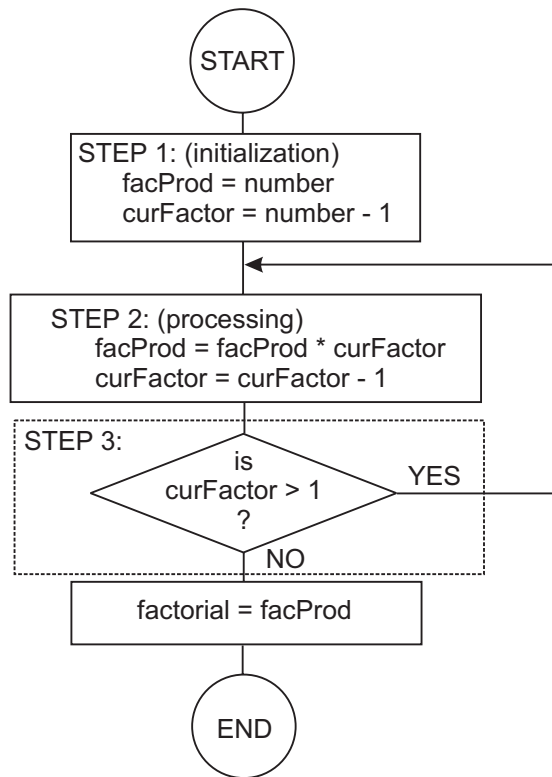 START
STEP 1: (initialization)
facProd = number
curFactor = number - 1
STEP 2: (processing)
facProd = facProd * curFactor
curFactor = curFactor - 1
STEP 3:
is
curFactor > 1
?
YES
NO
factorial = facProd
END